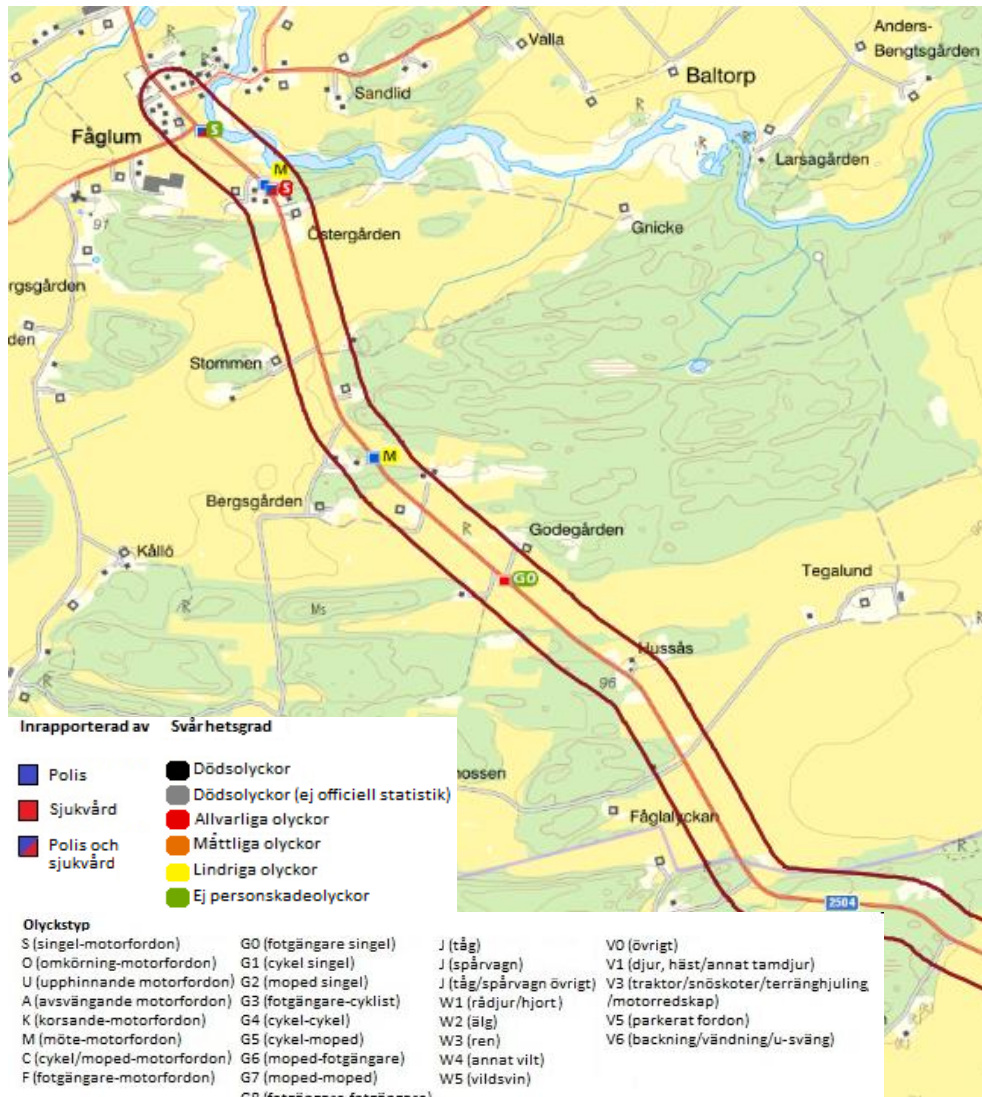 Anders-
Bengtsgården
Valla
Baltorp
Sandlid
Fåglum
S
Larsagården
M
S
91
Gnicke
Östergården
rgsgården
den
Stommen
M
Bergsgården
R
Godegården
Kållö
G0
Tegalund
R
Ms
Hussås
96
Inrapporterad av Svårhetsgrad
Polis
Sjukvård
Polis och
sjukvård
Dödsolyckor
Dödsolyckor (ej officiell statistik)
Allvarliga olyckor
Måttliga olyckor
Lindriga olyckor
Ej personskadeolyckor
nossen
Fåglalyckan
R
2504
Olyckstyp
S (singel-motorfordon)
O (omkörning-motorfordon)
U (upphinnande motorfordon)
A (avsvängande motorfordon)
K (korsande-motorfordon)
M (möte-motorfordon)
C (cykel/moped-motorfordon)
F (fotgängare-motorfordon)
G0 (fotgängare singel)
G1 (cykel singel)
G2 (moped singel)
G3 (fotgängare-cyklist)
G4 (cykel-cykel)
G5 (cykel-moped)
G6 (moped-fotgängare)
G7 (moped-moped)
G8 (fotgängare-fotgängare)
J (tåg)
J (spårvagn)
J (tåg/spårvagn övrigt)
W1 (rådjur/hjort)
W2 (älg)
W3 (ren)
W4 (annat vilt)
W5 (vildsvin)
V0 (övrigt)
V1 (djur, häst/annat tamdjur)
V3 (traktor/snöskoter/terränghjuling
/motorredskap)
V5 (parkerat fordon)
V6 (backning/vändning/u-sväng)